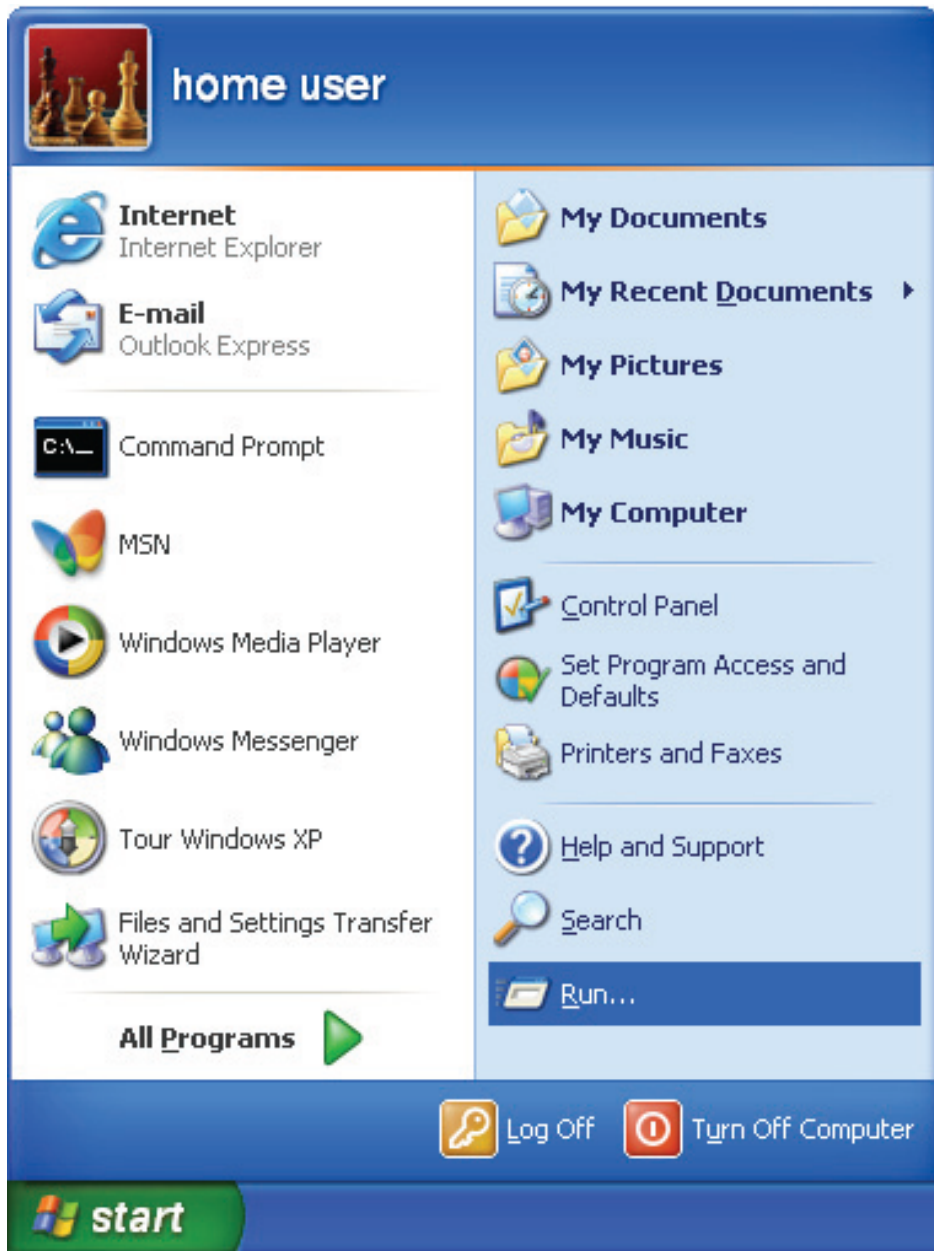 home user
Internet
Internet Explorer
E-mail
Outlook Express
C:\_
Command Prompt
MSN
Windows Media Player
Windows Messenger
Tour Windows XP
Files and Settings Transfer
Wizard
All Programs
My Documents
My Recent Documents
My Pictures
My Music
My Computer
Control Panel
Set Program Access and
Defaults
Printers and Faxes
Help and Support
Search
Run...
Log Off
Turn Off Computer
start